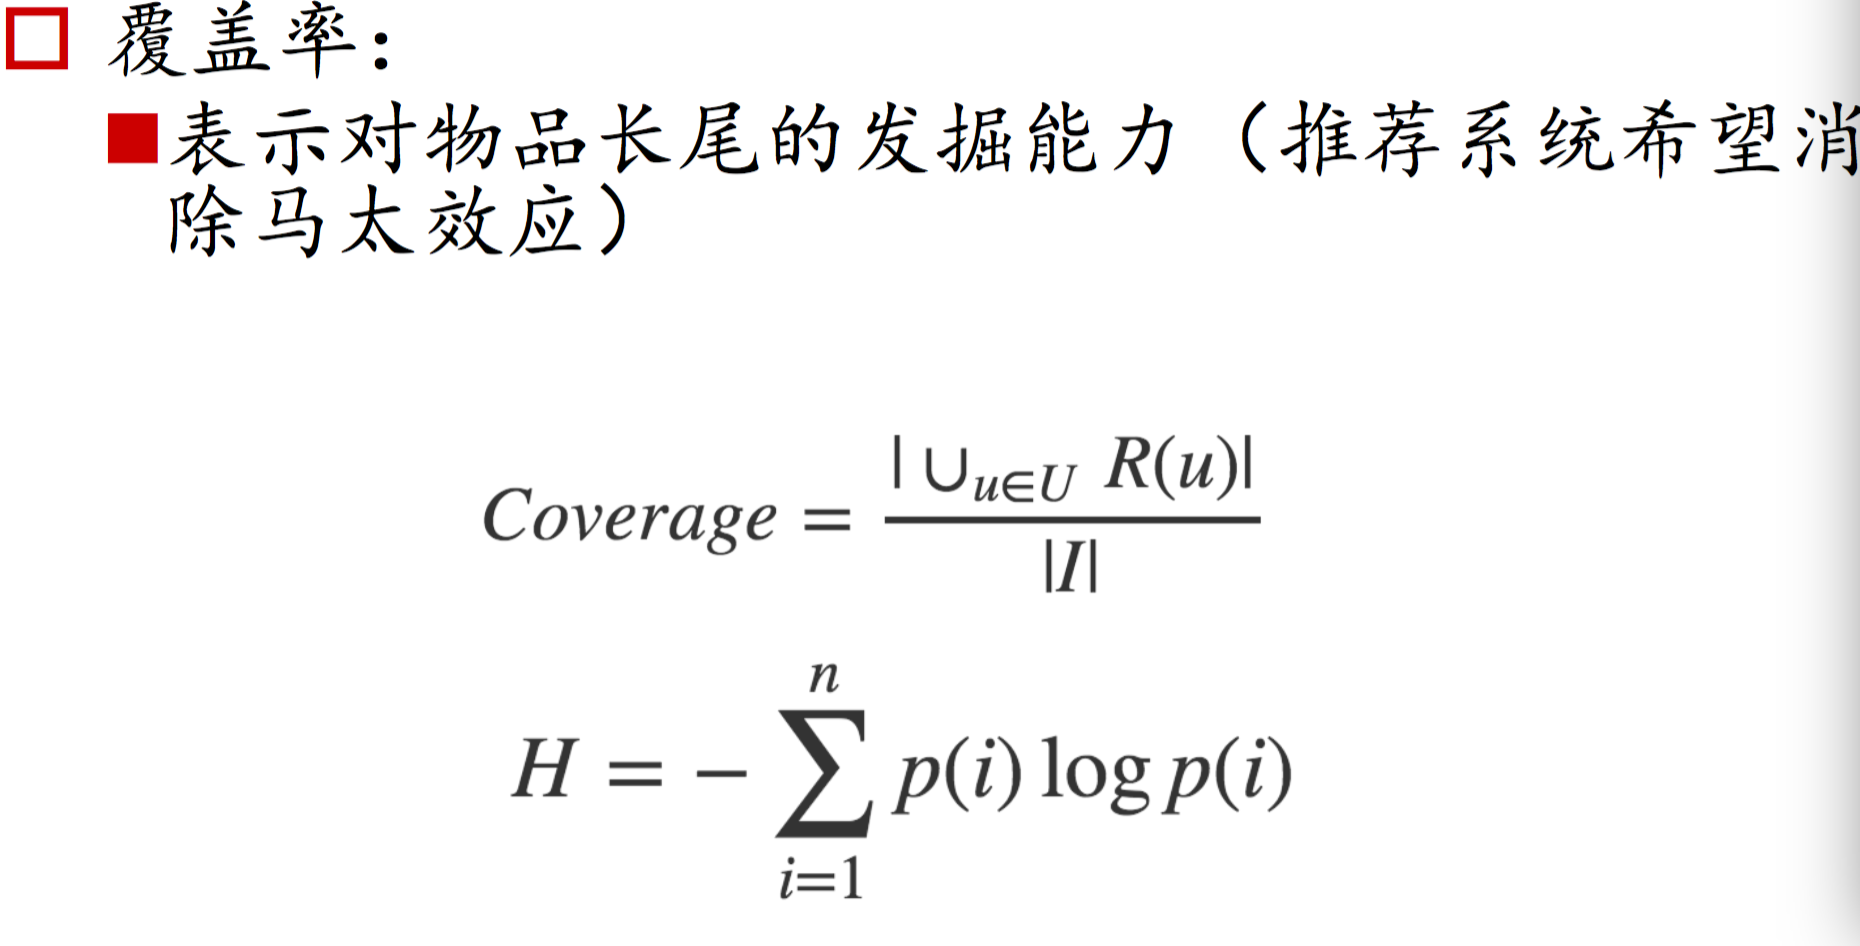 覆盖率：
表示对物品长尾的发掘能力（推荐系统希望消
除马太效应）
Coverage = |∪u∈U R(u)| / |I|
H = − ∑_{i=1}^{n} p(i) log p(i)